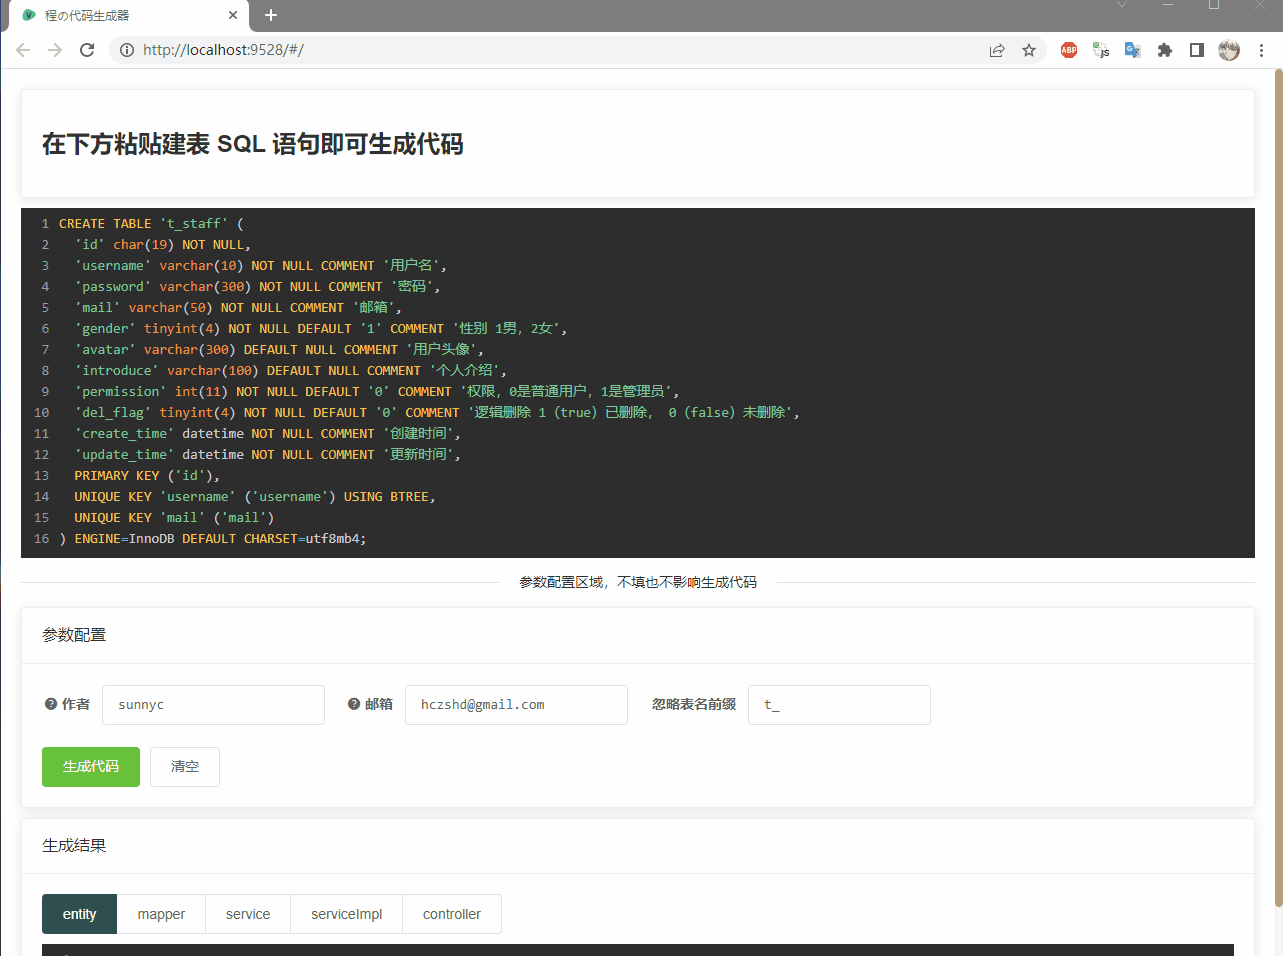 程の代码生成器
http://localhost:9528/#/
ABP
js
在下方粘贴建表 SQL 语句即可生成代码
1 CREATE TABLE 't_staff' (
2 'id' char(19) NOT NULL,
3 'username' varchar(10) NOT NULL COMMENT '用户名',
4 'password' varchar(300) NOT NULL COMMENT '密码',
5 'mail' varchar(50) NOT NULL COMMENT '邮箱',
6 'gender' tinyint(4) NOT NULL DEFAULT '1' COMMENT '性别 1男，2女',
7 'avatar' varchar(300) DEFAULT NULL COMMENT '用户头像',
8 'introduce' varchar(100) DEFAULT NULL COMMENT '个人介绍',
9 'permission' int(11) NOT NULL DEFAULT '0' COMMENT '权限，0是普通用户，1是管理员',
10 'del_flag' tinyint(4) NOT NULL DEFAULT '0' COMMENT '逻辑删除 1（true）已删除， 0（false）未删除',
11 'create_time' datetime NOT NULL COMMENT '创建时间',
12 'update_time' datetime NOT NULL COMMENT '更新时间',
13 PRIMARY KEY ('id'),
14 UNIQUE KEY 'username' ('username') USING BTREE,
15 UNIQUE KEY 'mail' ('mail')
16 ) ENGINE=InnoDB DEFAULT CHARSET=utf8mb4;
参数配置区域，不填也不影响生成代码
参数配置
作者 sunnyc 邮箱 hczshd@gmail.com 忽略表名前缀 t_
生成代码 清空
生成结果
entity mapper service serviceImpl controller